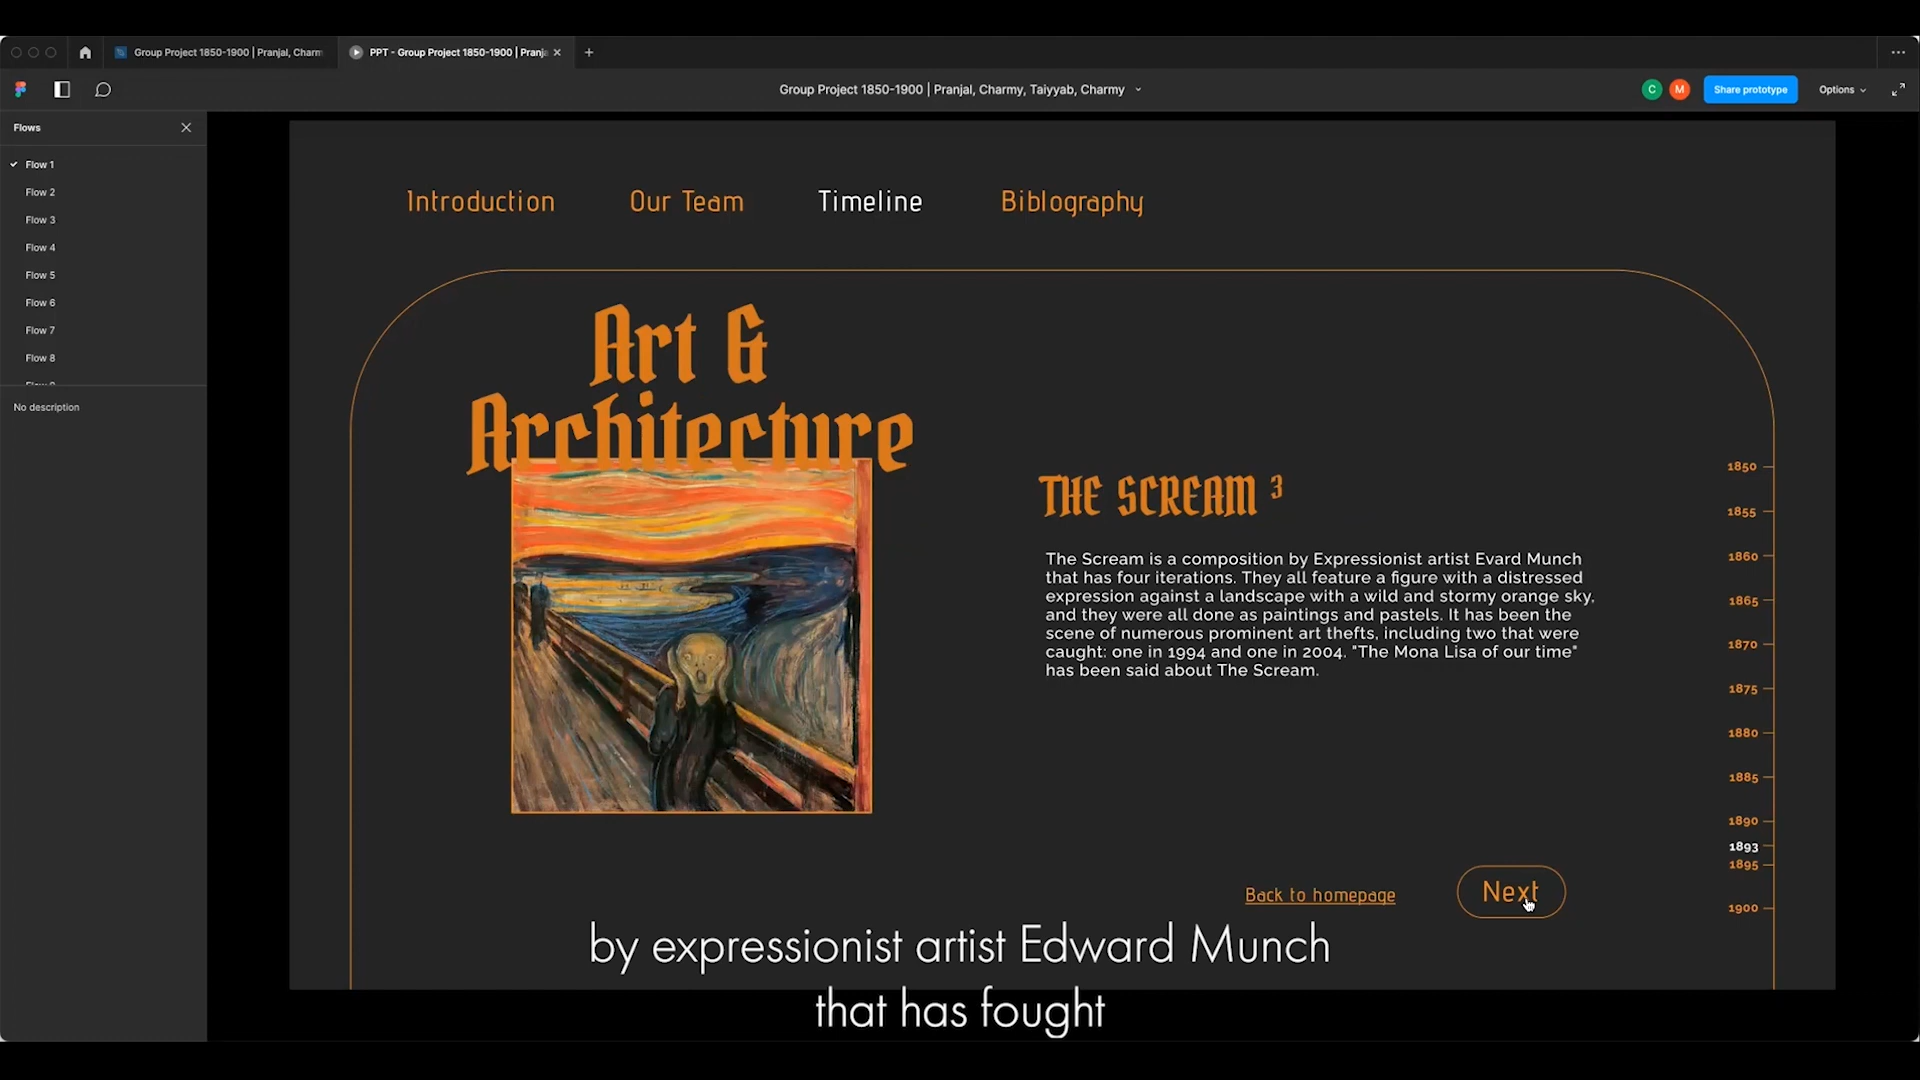 Group Project 1850-1900 | Pranjal, Charm
PPT - Group Project 1850-1900 | Pranja
Group Project 1850-1900 | Pranjal, Charmy, Taiyyab, Charmy
C
M
Share prototype
Options
Flows
Flow 1
Flow 2
Flow 3
Flow 4
Flow 5
Flow 6
Flow 7
Flow 8
No description
Introduction
Our Team
Timeline
Biblography
Art &
Architecture
THE SCREAM 3
The Scream is a composition by Expressionist artist Evard Munch
that has four iterations. They all feature a figure with a distressed
expression against a landscape with a wild and stormy orange sky,
and they were all done as paintings and pastels. It has been the
scene of numerous prominent art thefts, including two that were
caught: one in 1994 and one in 2004. "The Mona Lisa of our time"
has been said about The Scream.
1850
1855
1860
1865
1870
1875
1880
1885
1890
1893
1895
1900
Back to homepage
Next
by expressionist artist Edward Munch
that has fought